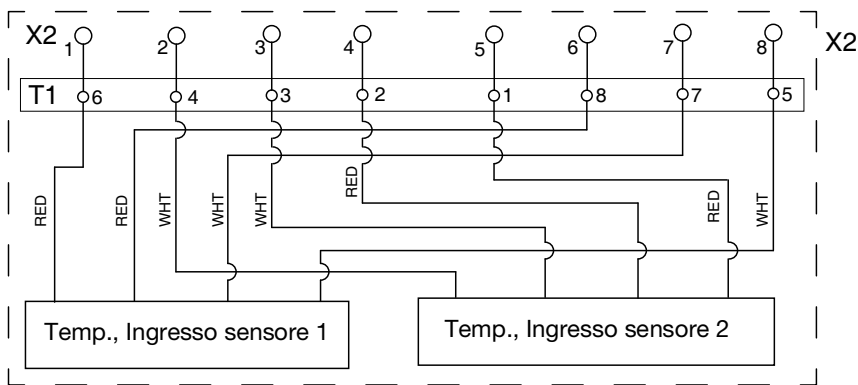 X2 1 2 3 4 5 6 7 8 X2
T1 6 4 3 2 1 8 7 5
RED RED WHT WHT WHT RED RED WHT
Temp., Ingresso sensore 1
Temp., Ingresso sensore 2